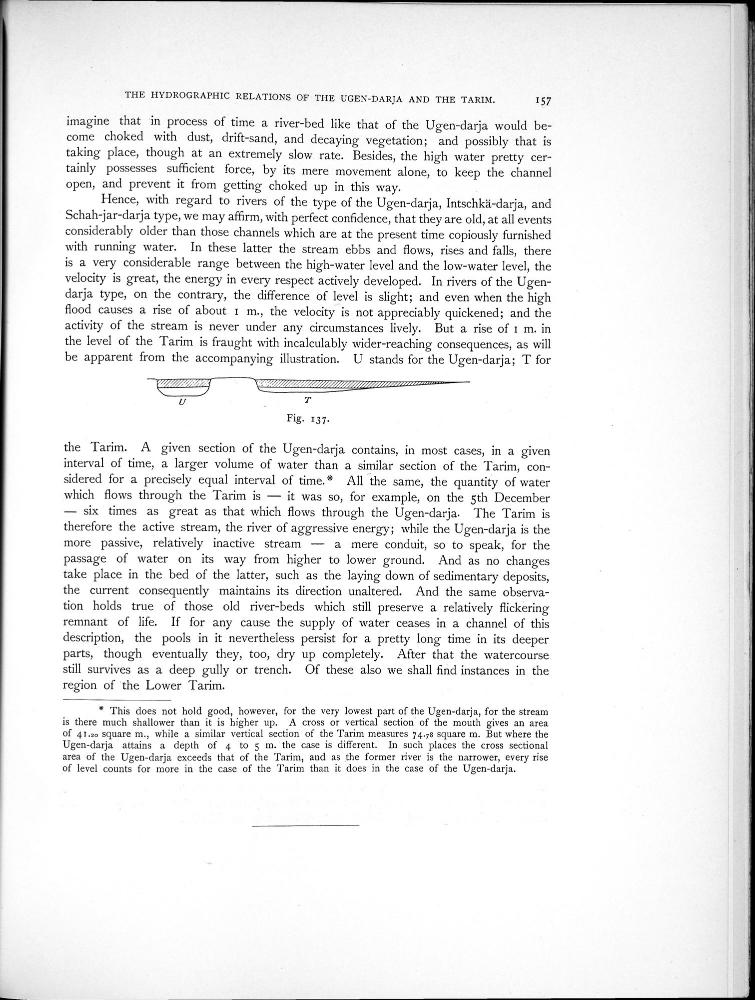 THE HYDROGRAPHIC RELATIONS OF THE UGEN-DARJA AND THE TARIM. 157
imagine that in process of time a river-bed like that of the Ugen-darja would be-
come choked with dust, drift-sand, and decaying vegetation; and possibly that is
taking place, though at an extremely slow rate. Besides, the high water pretty cer-
tainly possesses sufficient force, by its mere movement alone, to keep the channel
open, and prevent it from getting choked up in this way.
Hence, with regard to rivers of the type of the Ugen-darja, Intschkä-darja, and
Schah-jar-darja type, we may affirm, with perfect confidence, that they are old, at all events
considerably older than those channels which are at the present time copiously furnished
with running water. In these latter the stream ebbs and flows, rises and falls, there
is a very considerable range between the high-water level and the low-water level, the
velocity is great, the energy in every respect actively developed. In rivers of the Ugen-
darja type, on the contrary, the difference of level is slight; and even when the high
flood causes a rise of about 1 m., the velocity is not appreciably quickened; and the
activity of the stream is never under any circumstances lively. But a rise of 1 m. in
the level of the Tarim is fraught with incalculably wider-reaching consequences, as will
be apparent from the accompanying illustration. U stands for the Ugen-darja; T for
U T
Fig. 137.
the Tarim. A given section of the Ugen-darja contains, in most cases, in a given
interval of time, a larger volume of water than a similar section of the Tarim, con-
sidered for a precisely equal interval of time.* All the same, the quantity of water
which flows through the Tarim is — it was so, for example, on the 5th December
— six times as great as that which flows through the Ugen-darja. The Tarim is
therefore the active stream, the river of aggressive energy; while the Ugen-darja is the
more passive, relatively inactive stream — a mere conduit, so to speak, for the
passage of water on its way from higher to lower ground. And as no changes
take place in the bed of the latter, such as the laying down of sedimentary deposits,
the current consequently maintains its direction unaltered. And the same observa-
tion holds true of those old river-beds which still preserve a relatively flickering
remnant of life. If for any cause the supply of water ceases in a channel of this
description, the pools in it nevertheless persist for a pretty long time in its deeper
parts, though eventually they, too, dry up completely. After that the watercourse
still survives as a deep gully or trench. Of these also we shall find instances in the
region of the Lower Tarim.
* This does not hold good, however, for the very lowest part of the Ugen-darja, for the stream
is there much shallower than it is higher up. A cross or vertical section of the mouth gives an area
of 41.20 square m., while a similar vertical section of the Tarim measures 74.78 square m. But where the
Ugen-darja attains a depth of 4 to 5 m. the case is different. In such places the cross sectional
area of the Ugen-darja exceeds that of the Tarim, and as the former river is the narrower, every rise
of level counts for more in the case of the Tarim than it does in the case of the Ugen-darja.